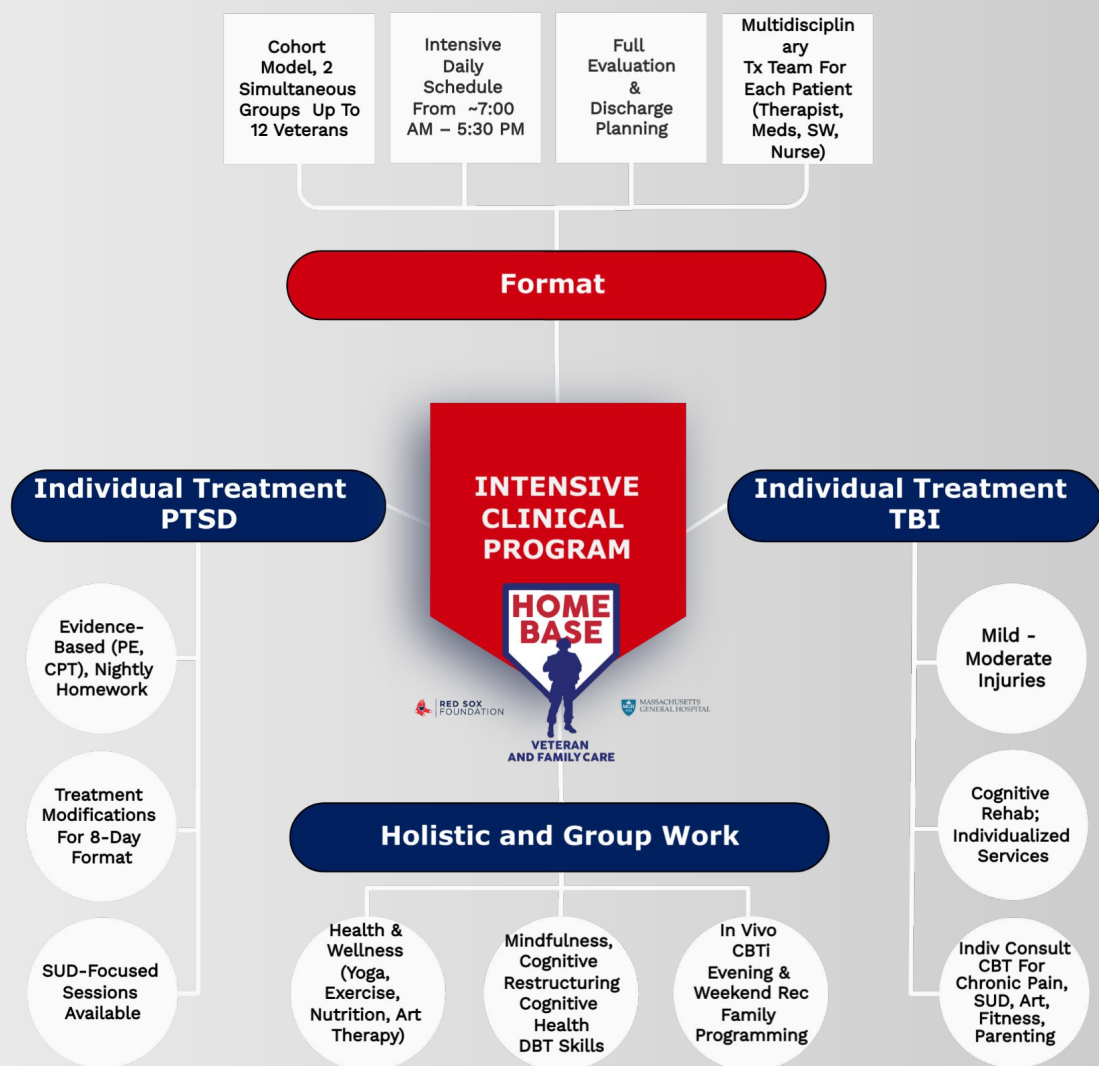 Cohort
Model, 2
Simultaneous
Groups Up To
12 Veterans
Intensive
Daily
Schedule
From ~7:00
AM – 5:30 PM
Full
Evaluation
&
Discharge
Planning
Multidisciplin
ary
Tx Team For
Each Patient
(Therapist,
Meds, SW,
Nurse)
Format
INTENSIVE
CLINICAL
PROGRAM
HOME
BASE
VETERAN
AND FAMILY CARE
RED SOX
FOUNDATION
MGH
1811
MASSACHUSETTS
GENERAL HOSPITAL
Individual Treatment
PTSD
Evidence-
Based (PE,
CPT), Nightly
Homework
Treatment
Modifications
For 8-Day
Format
SUD-Focused
Sessions
Available
Individual Treatment
TBI
Mild -
Moderate
Injuries
Cognitive
Rehab;
Individualized
Services
Indiv Consult
CBT For
Chronic Pain,
SUD, Art,
Fitness,
Parenting
Holistic and Group Work
Health &
Wellness
(Yoga,
Exercise,
Nutrition, Art
Therapy)
Mindfulness,
Cognitive
Restructuring
Cognitive
Health
DBT Skills
In Vivo
CBTi
Evening &
Weekend Rec
Family
Programming